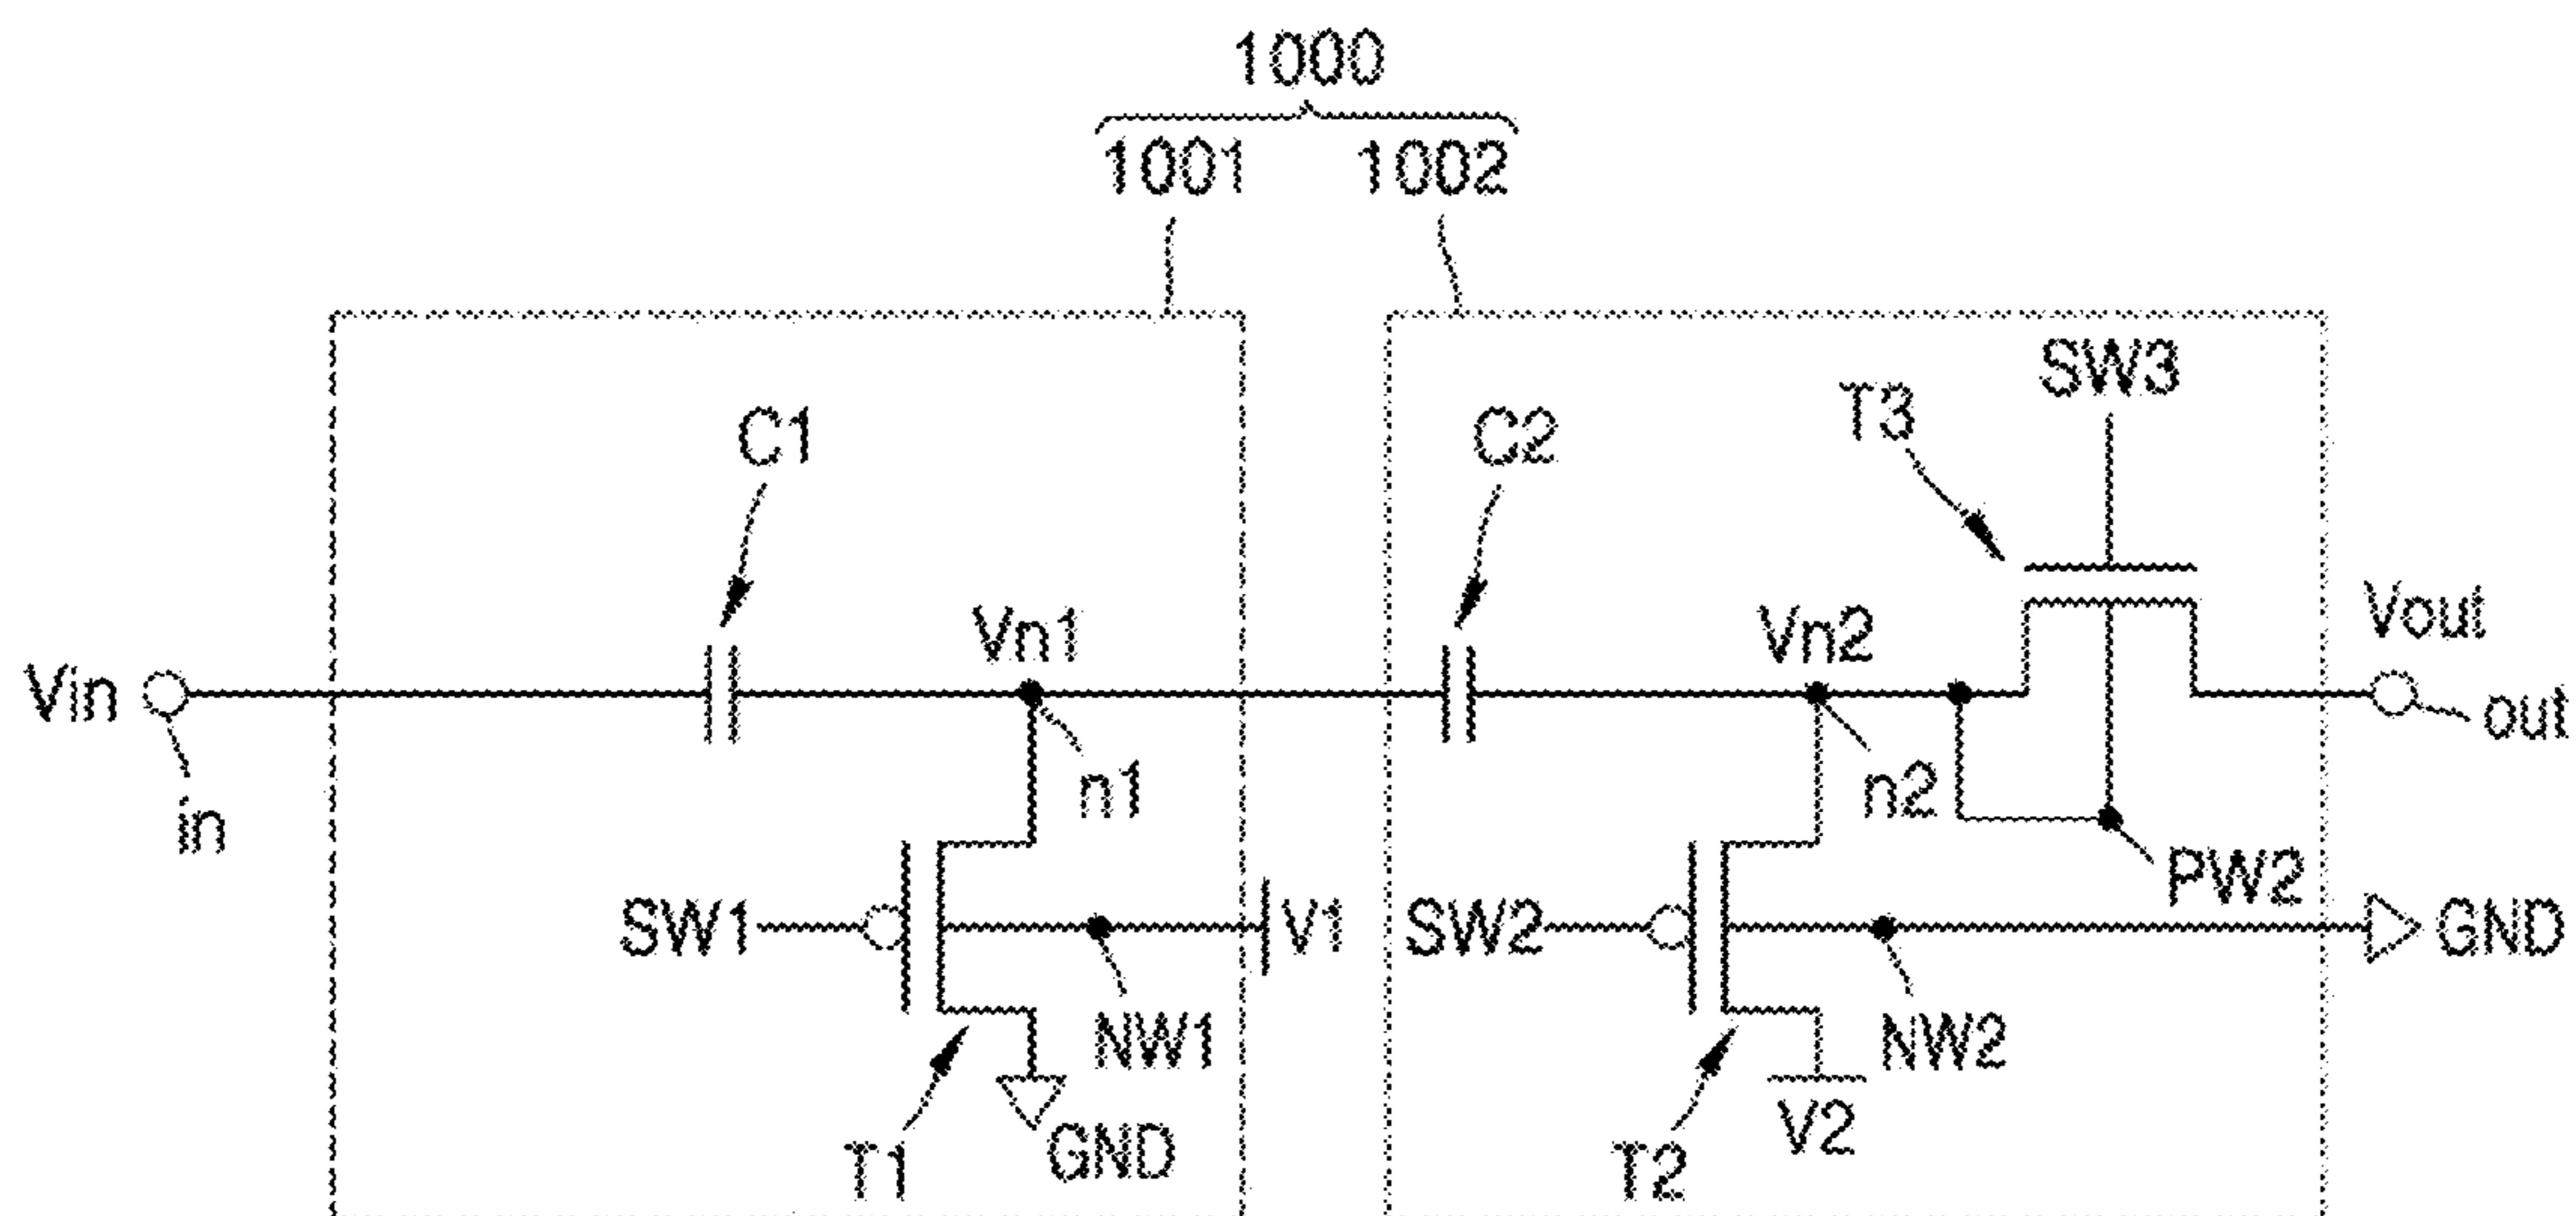 1000
1001 1002
SW3
T3
C1 C2
Vout
Vn1 Vn2
Vin
out
n1 n2
in
PW2
SW1 V1 SW2 GND
NW1 NW2
V2
GND
T1 T2